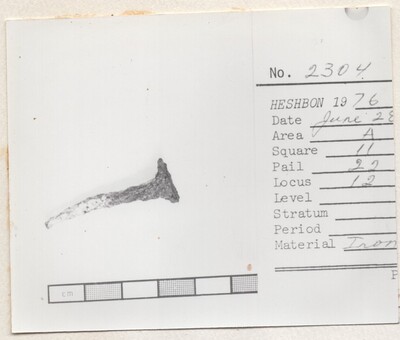 No. 2304
HESHBON 1976
Date June 28
Area A
Square 11
Pail 27
Locus 12
Level
Stratum
Period
Material Iron
cm